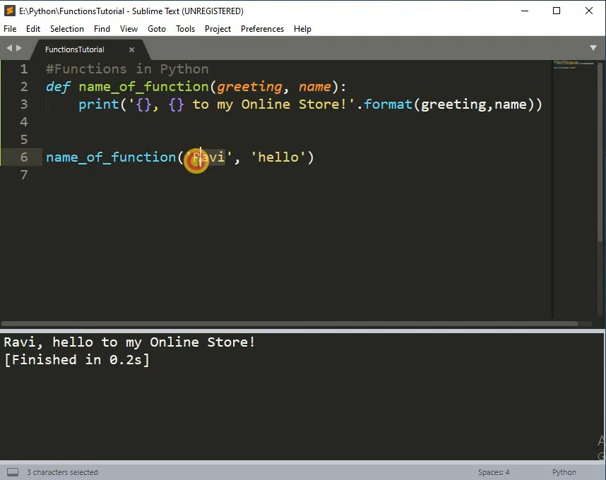 E:\Python\FunctionsTutorial - Sublime Text (UNREGISTERED)
File Edit Selection Find View Goto Tools Project Preferences Help
FunctionsTutorial
1 #Functions in Python
2 def name_of_function(greeting, name):
3 print('{}, {} to my Online Store!'.format(greeting,name))
4
5
6 name_of_function('Ravi', 'hello')
7
Ravi, hello to my Online Store!
[Finished in 0.2s]
3 characters selected Spaces: 4 Python